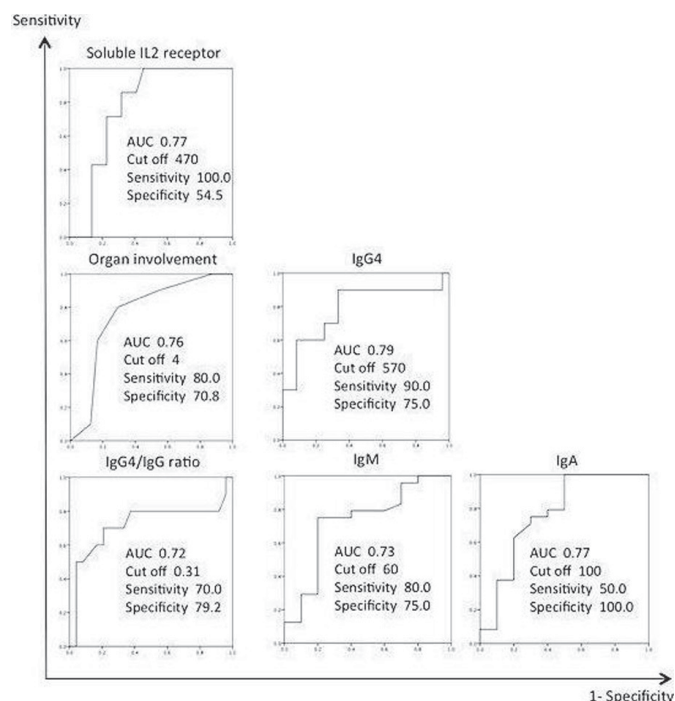 Sensitivity
Soluble IL2 receptor
AUC 0.77
Cut off 470
Sensitivity 100.0
Specificity 54.5
Organ involvement
AUC 0.76
Cut off 4
Sensitivity 80.0
Specificity 70.8
IgG4
AUC 0.79
Cut off 570
Sensitivity 90.0
Specificity 75.0
IgG4/IgG ratio
AUC 0.72
Cut off 0.31
Sensitivity 70.0
Specificity 79.2
IgM
AUC 0.73
Cut off 60
Sensitivity 80.0
Specificity 75.0
IgA
AUC 0.77
Cut off 100
Sensitivity 50.0
Specificity 100.0
1- Specificity